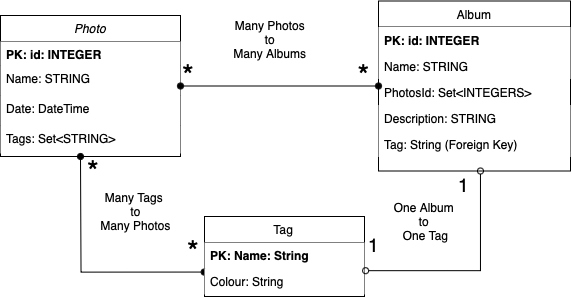 Photo
PK: id: INTEGER
Name: STRING
Date: DateTime
Tags: Set<STRING>
*
Many Photos
to
Many Albums
*
*
Album
PK: id: INTEGER
Name: STRING
PhotosId: Set<INTEGERS>
Description: STRING
Tag: String (Foreign Key)
1
Many Tags
to
Many Photos
*
Tag
PK: Name: String
Colour: String
1
One Album
to
One Tag